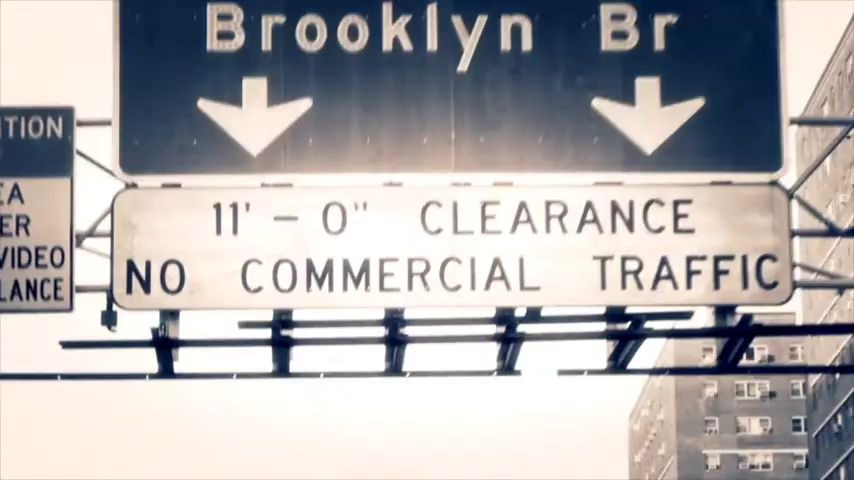 Brooklyn Br
11' - 0" CLEARANCE
NO COMMERCIAL TRAFFIC
TION
EA
ER
VIDEO
LANCE